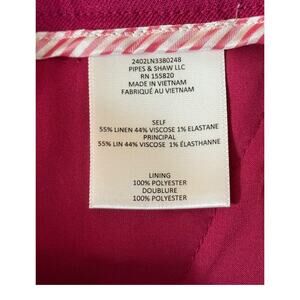 2402LN3380248
PIPES & SHAW LLC
RN 155820
MADE IN VIETNAM
FABRIQUÉ AU VIETNAM
SELF
55% LINEN 44% VISCOSE 1% ELASTANE
PRINCIPAL
55% LIN 44% VISCOSE 1% ÉLASTHANNE
LINING
100% POLYESTER
DOUBLURE
100% POLYESTER